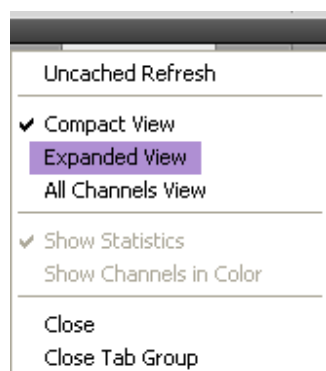 Uncached Refresh
Compact View
Expanded View
All Channels View
Show Statistics
Show Channels in Color
Close
Close Tab Group